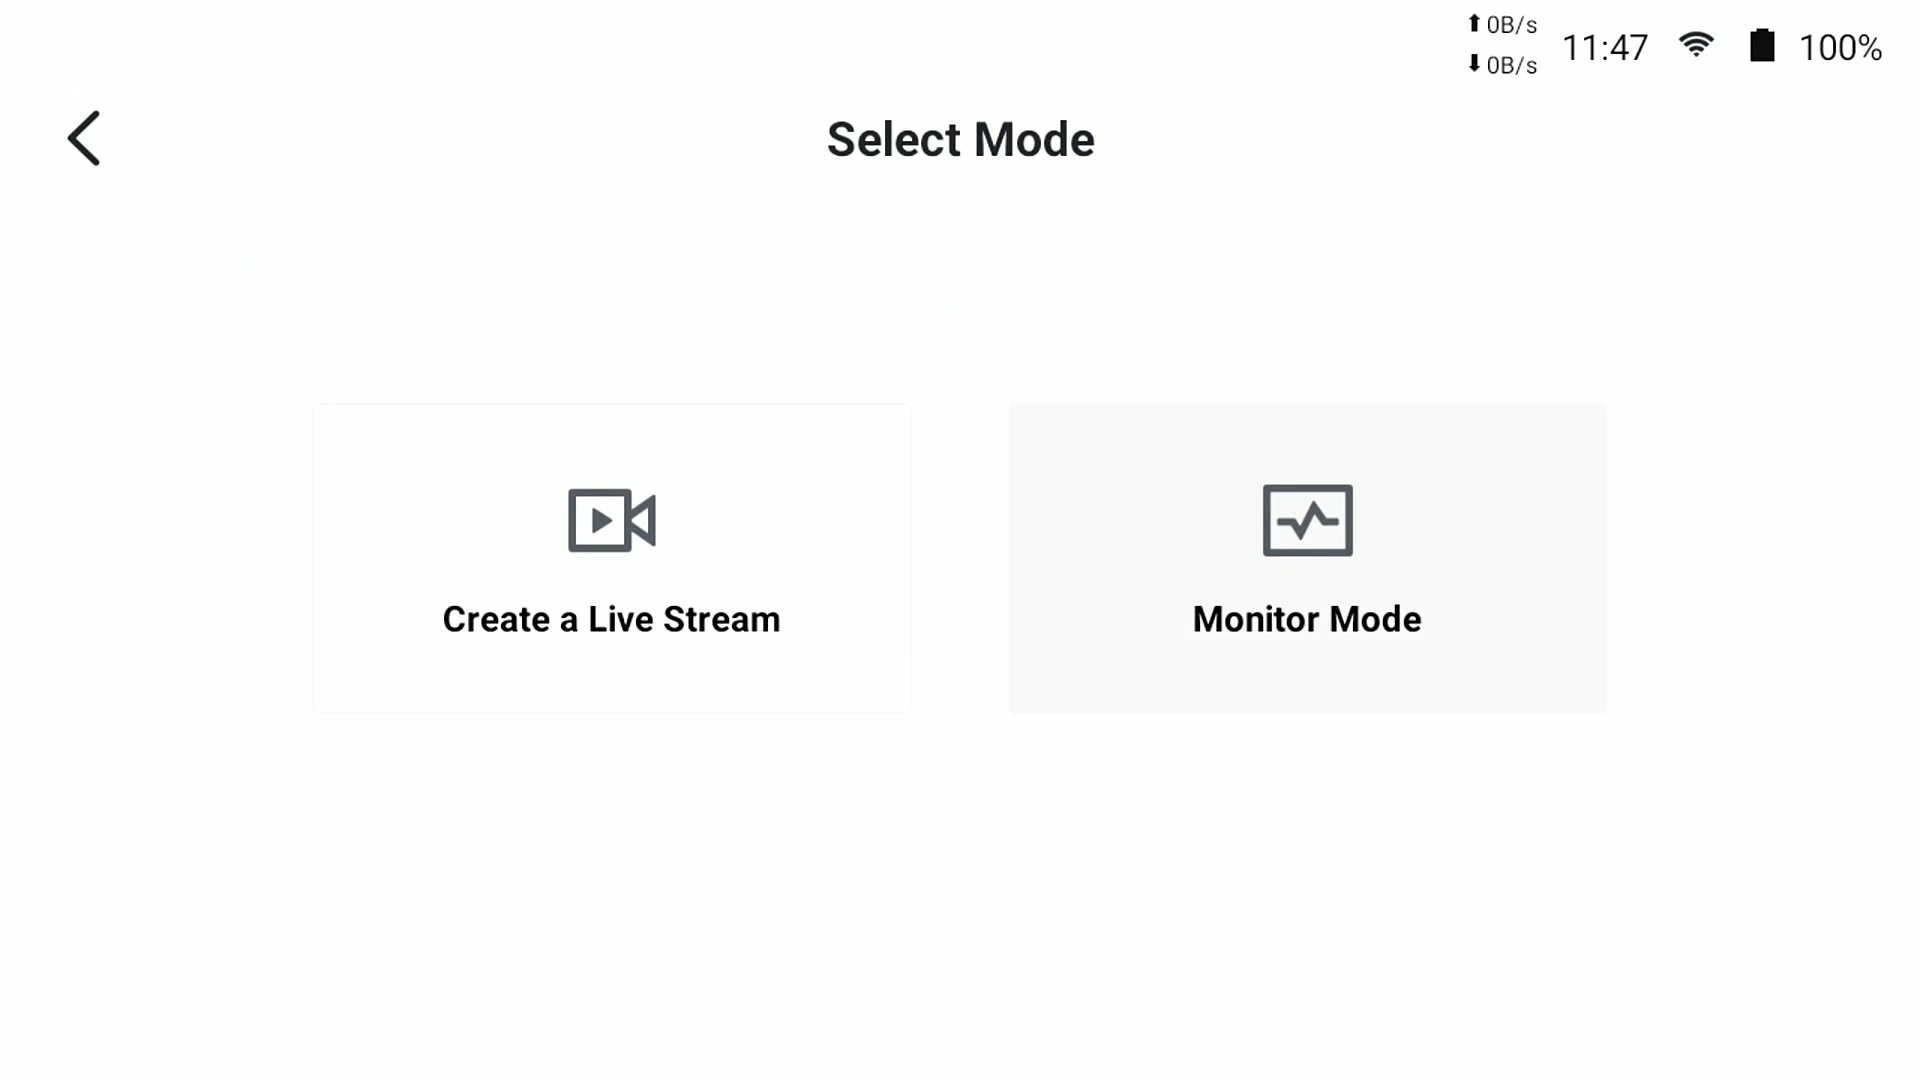 0B/s
0B/s
11:47
100%
Select Mode
Create a Live Stream
Monitor Mode